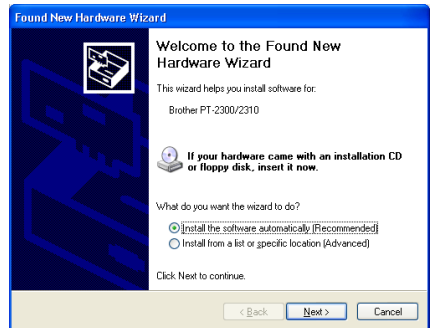 Found New Hardware Wizard
Welcome to the Found New
Hardware Wizard
This wizard helps you install software for:
Brother PT-2300/2310
If your hardware came with an installation CD
or floppy disk, insert it now.
What do you want the wizard to do?
Install the software automatically (Recommended)
Install from a list or specific location (Advanced)
Click Next to continue.
< Back Next > Cancel